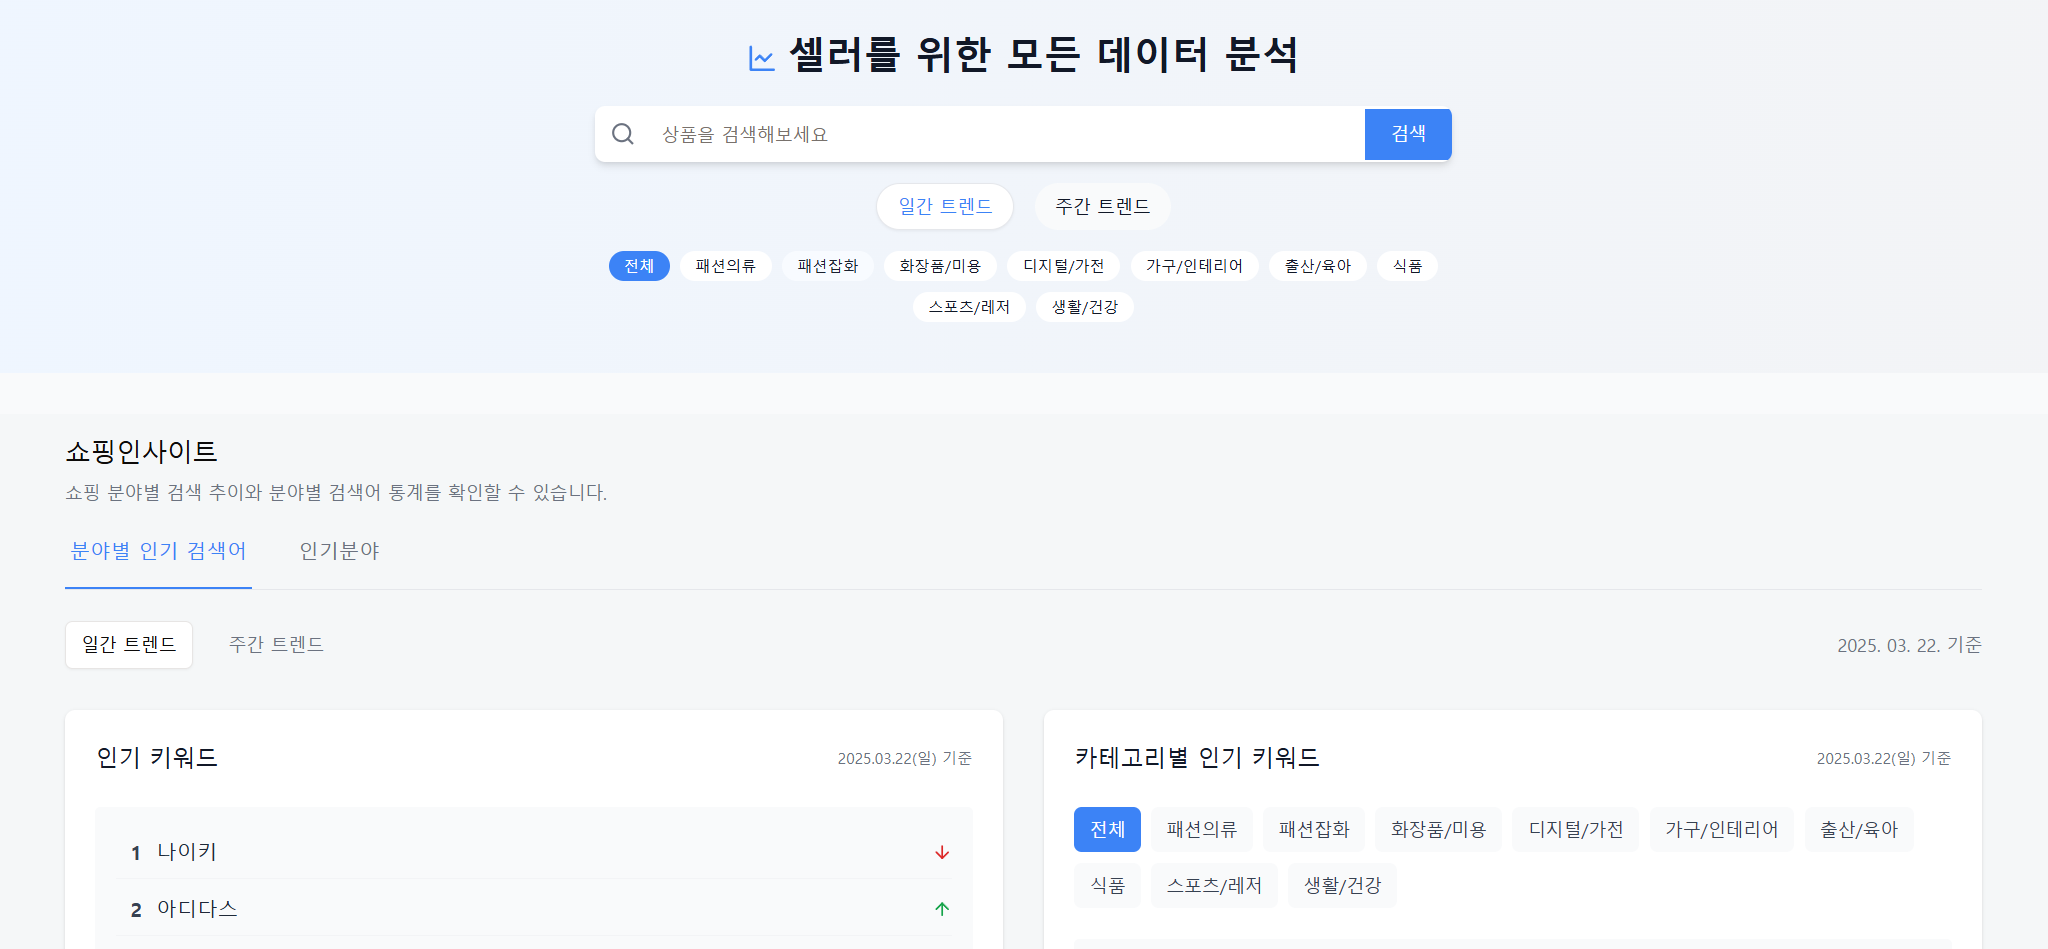 셀러를 위한 모든 데이터 분석
상품을 검색해보세요
검색
일간 트렌드 주간 트렌드
전체 패션의류 패션잡화 화장품/미용 디지털/가전 가구/인테리어 출산/육아 식품
스포츠/레저 생활/건강
쇼핑인사이트
쇼핑 분야별 검색 추이와 분야별 검색어 통계를 확인할 수 있습니다.
분야별 인기 검색어 인기분야
일간 트렌드 주간 트렌드
2025. 03. 22. 기준
인기 키워드
2025.03.22(일) 기준
1 나이키
2 아디다스
카테고리별 인기 키워드
2025.03.22(일) 기준
전체 패션의류 패션잡화 화장품/미용 디지털/가전 가구/인테리어 출산/육아
식품 스포츠/레저 생활/건강